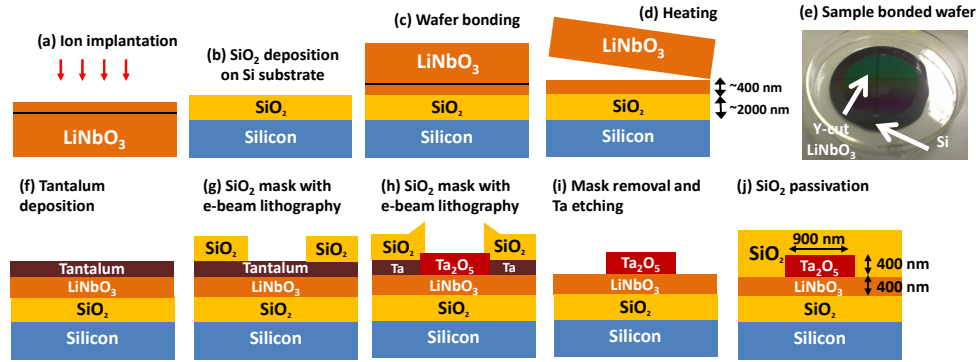 (a) Ion implantation
LiNbO₃
(b) SiO₂ deposition
on Si substrate
SiO₂
Silicon
(c) Wafer bonding
LiNbO₃
SiO₂
Silicon
(d) Heating
LiNbO₃
~400 nm
~2000 nm
SiO₂
Silicon
(e) Sample bonded wafer
Y-cut
LiNbO₃
Si
(f) Tantalum
deposition
Tantalum
LiNbO₃
SiO₂
Silicon
(g) SiO₂ mask with
e-beam lithography
SiO₂
SiO₂
Tantalum
LiNbO₃
SiO₂
Silicon
(h) SiO₂ mask with
e-beam lithography
SiO₂
SiO₂
Ta
Ta₂O₅
Ta
LiNbO₃
SiO₂
Silicon
(i) Mask removal and
Ta etching
Ta₂O₅
LiNbO₃
SiO₂
Silicon
(j) SiO₂ passivation
900 nm
SiO₂
Ta₂O₅
400 nm
LiNbO₃
400 nm
SiO₂
Silicon